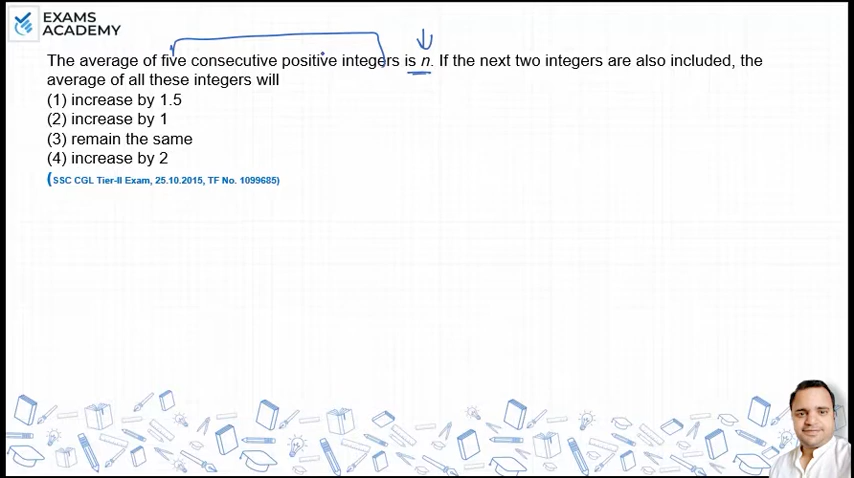 EXAMS
ACADEMY
The average of five consecutive positive integers is n. If the next two integers are also included, the
average of all these integers will
(1) increase by 1.5
(2) increase by 1
(3) remain the same
(4) increase by 2
(SSC CGL Tier-II Exam, 25.10.2015, TF No. 1099685)